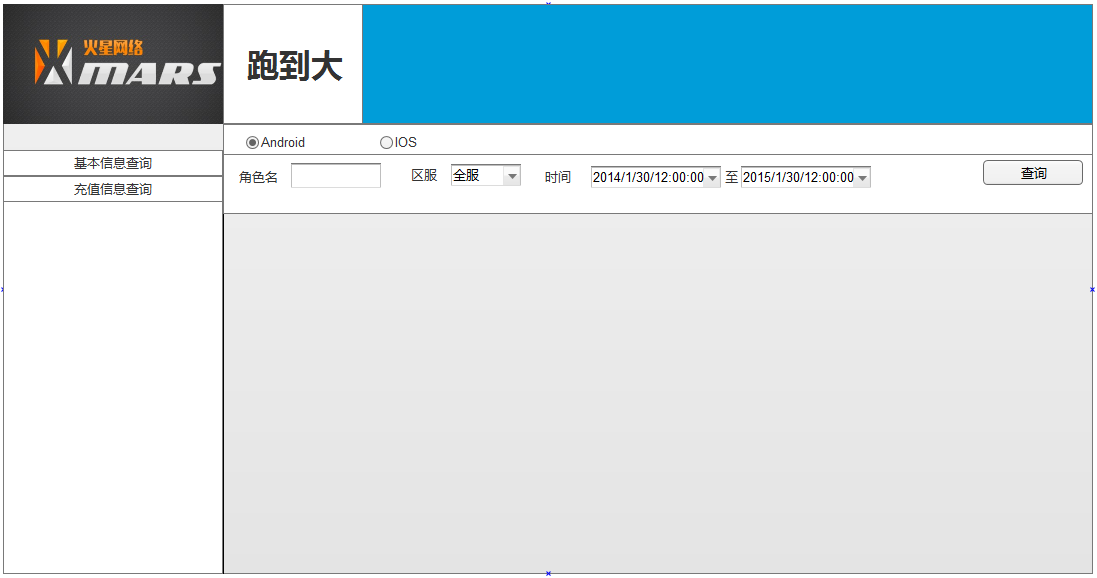 火星网络
MARS
跑到大
Android
IOS
基本信息查询
角色名
区服
全服
时间
2014/1/30/12:00:00
至
2015/1/30/12:00:00
查询
充值信息查询